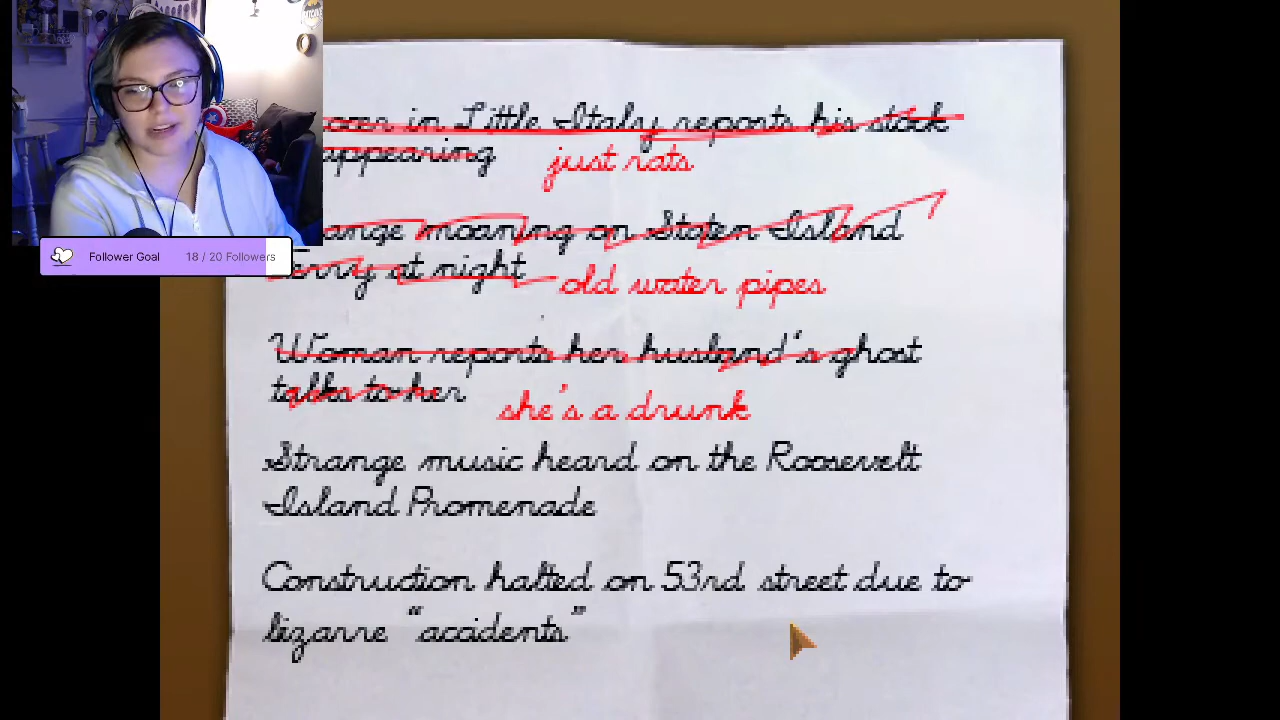 in Little Italy reports his stock
just rats
moaning on Staten Island
Ferry at night
old water pipes
Follower Goal 18 / 20 Followers
Woman reports her husband's ghost
talks to her
she's a drunk
Strange music heard on the Roosevelt
Island Promenade
Construction halted on 53rd street due to
bizarre "accidents"